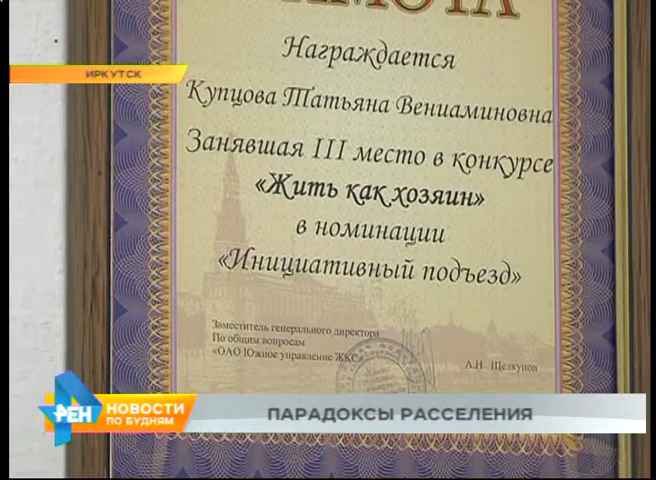 ГРАМОТА
Награждается
ИРКУТСК
Купцова Татьяна Вениаминовна
Занявшая III место в конкурсе
«Жить как хозяин»
в номинации
«Инициативный подъезд»
Заместитель генерального директора
По общим вопросам
«ОАО Южное управление ЖКС»
А.Н. Щелкунов
РЕН НОВОСТИ
ПО БУДНЯМ
ПАРАДОКСЫ РАССЕЛЕНИЯ